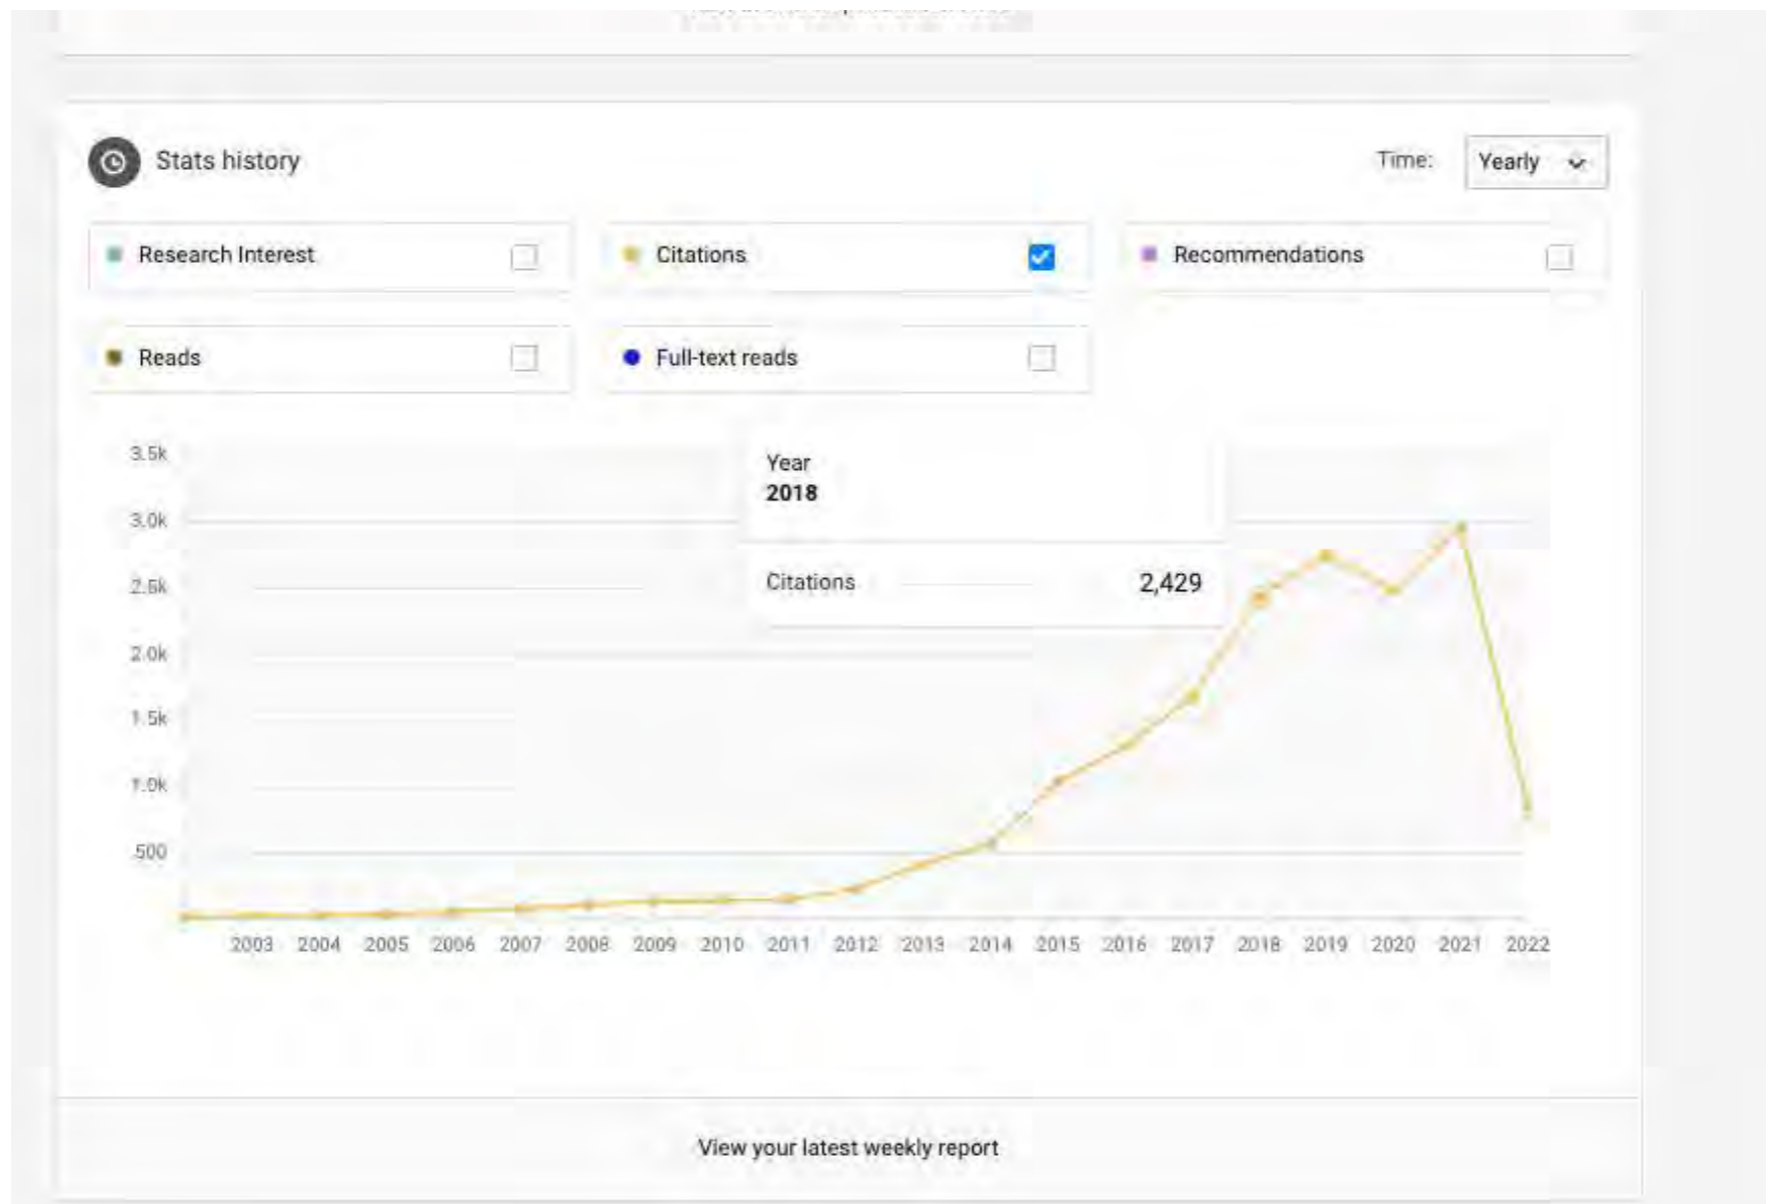 Stats history
Time: Yearly
Research Interest
Citations
Recommendations
Reads
Full-text reads
3.5k
Year
2018
3.0k
2.5k
Citations 2,429
2.0k
1.5k
1.0k
500
2003 2004 2005 2006 2007 2008 2009 2010 2011 2012 2013 2014 2015 2016 2017 2018 2019 2020 2021 2022
View your latest weekly report